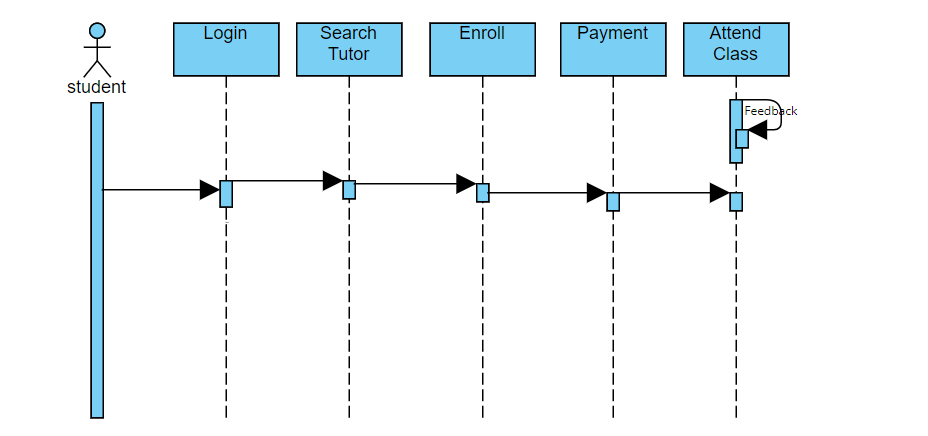 student
Login
Search
Tutor
Enroll
Payment
Attend
Class
Feedback